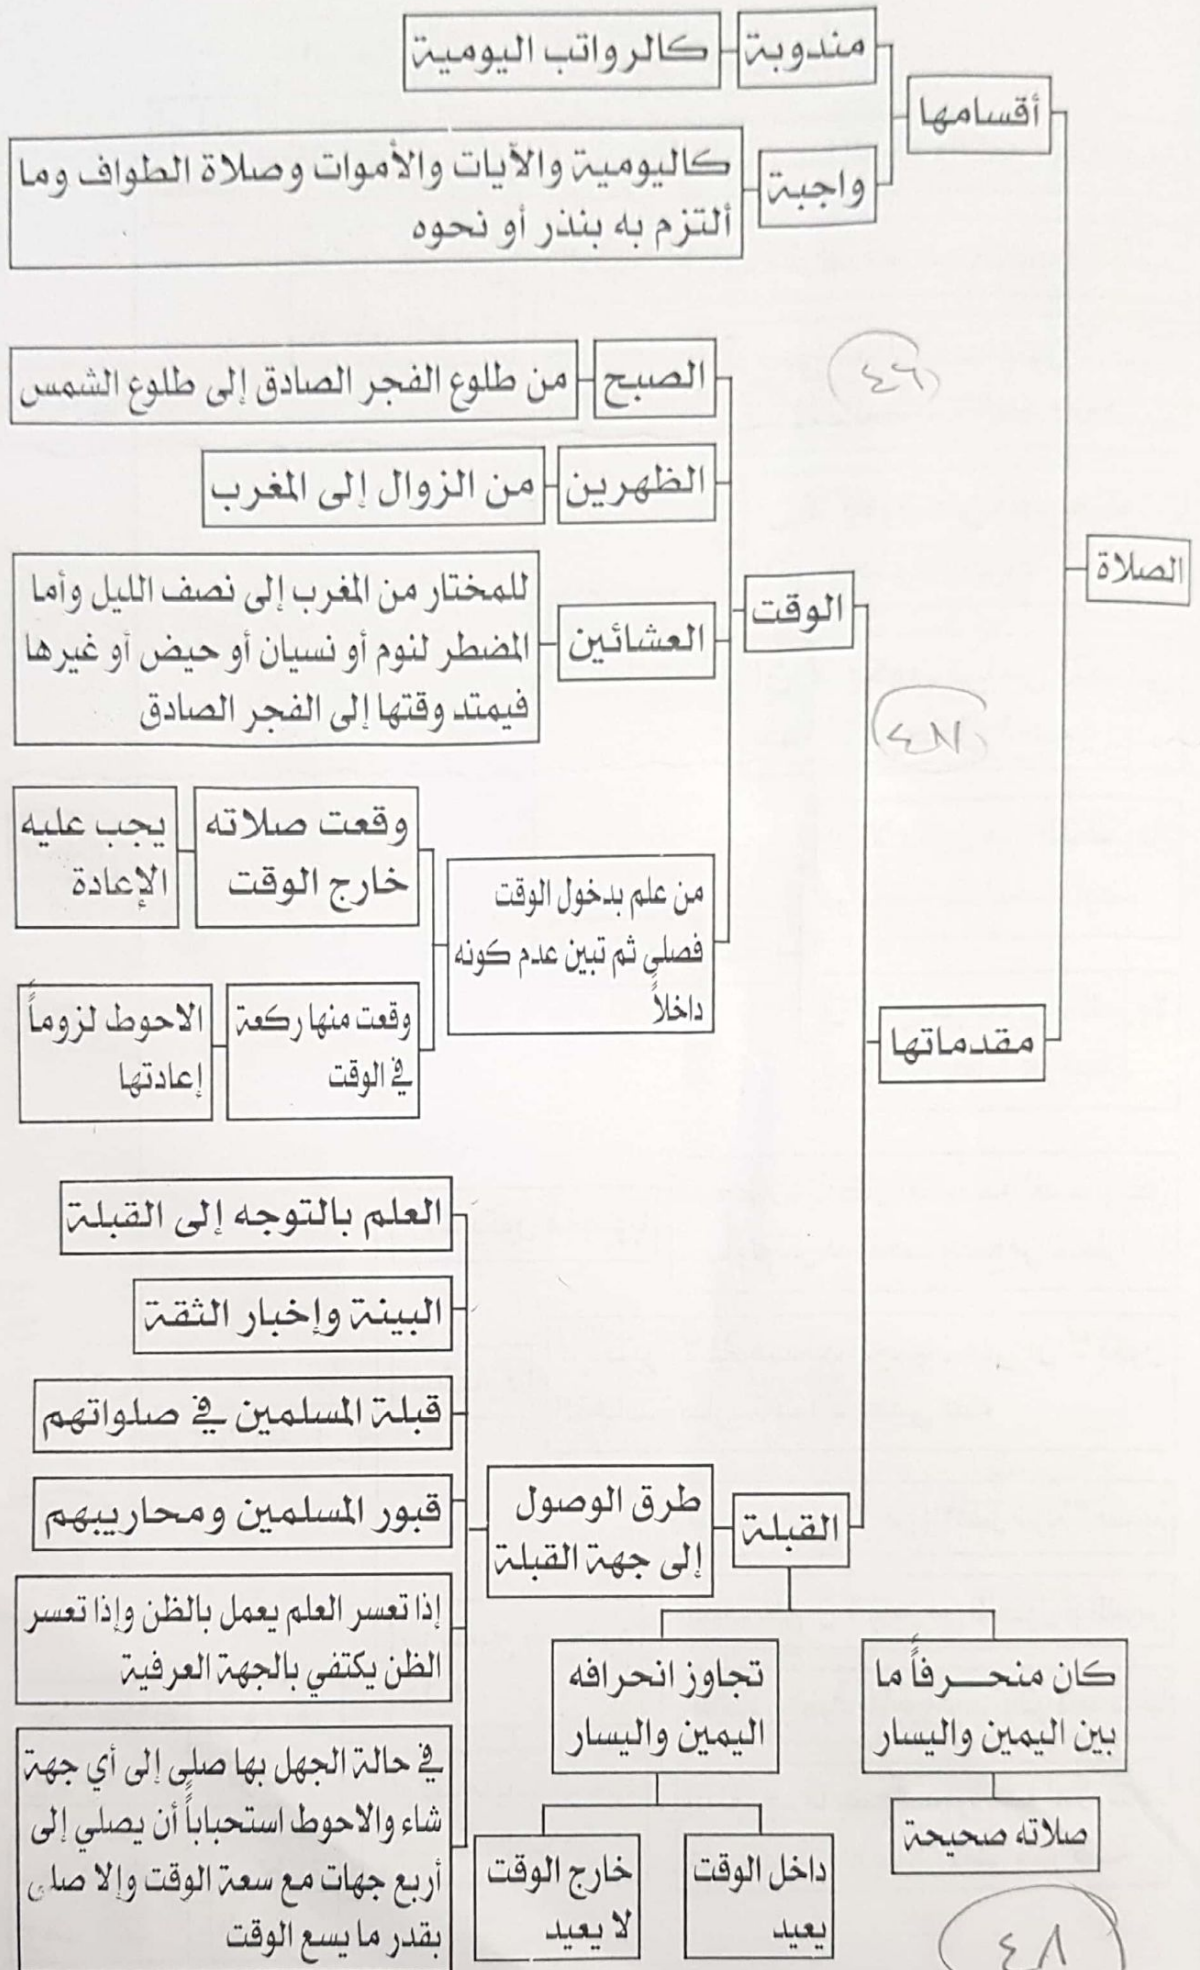 الصلاة
أقسامها
مندوبة
كالرواتب اليومية
واجبة
كاليومية والآيات والأموات وصلاة الطواف وما
ألتزم به بنذر أو نحوه
٤٦
مقدماتها
الوقت
الصبح
من طلوع الفجر الصادق إلى طلوع الشمس
الظهرين
من الزوال إلى المغرب
العشائين
للمختار من المغرب إلى نصف الليل وأما
المضطر لنوم أو نسيان أو حيض أو غيرها
فيمتد وقتها إلى الفجر الصادق
من علم بدخول الوقت
فصلى ثم تبين عدم كونه
داخلاً
وقعت صلاته
خارج الوقت
يجب عليه
الإعادة
وقعت منها ركعة
في الوقت
الاحوط لزوماً
إعادتها
القبلة
طرق الوصول
إلى جهة القبلة
العلم بالتوجه إلى القبلة
البينة وإخبار الثقة
قبلة المسلمين في صلواتهم
قبور المسلمين ومحاريبهم
إذا تعسر العلم يعمل بالظن وإذا تعسر
الظن يكتفي بالجهة العرفية
في حالة الجهل بها صلى إلى أي جهة
شاء والاحوط استحباباً أن يصلي إلى
أربع جهات مع سعة الوقت وإلا صلى
بقدر ما يسع الوقت
كان منحرفاً ما
بين اليمين واليسار
صلاته صحيحة
تجاوز انحرافه
اليمين واليسار
داخل الوقت
يعيد
خارج الوقت
لا يعيد
٤٨